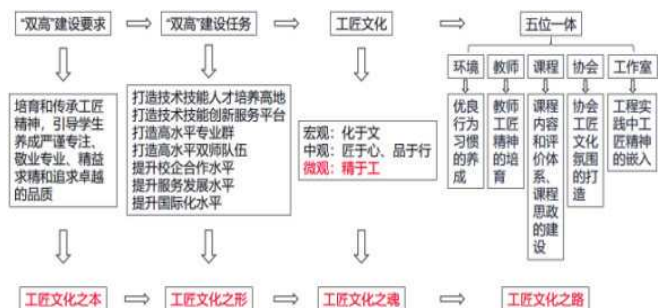 “双高”建设要求
“双高”建设任务
工匠文化
五位一体
环境
教师
课程
协会
工作室
培育和传承工匠
精神，引导学生
养成严谨专注、
敬业专业、精益
求精和追求卓越
的品质
打造技术技能人才培养高地
打造技术技能创新服务平台
打造高水平专业群
打造高水平双师队伍
提升校企合作水平
提升服务发展水平
提升国际化水平
宏观：化于文
中观：匠于心、品于行
微观：精于工
优良
行为
习惯
的养
成
教师
工匠
精神
的培
育
课程
内容
和评
价体
系、
课程
思政
的建
设
协会
工匠
文化
氛围
的打
造
工程实
践中工
匠精神
的嵌入
工匠文化之本
工匠文化之形
工匠文化之魂
工匠文化之路